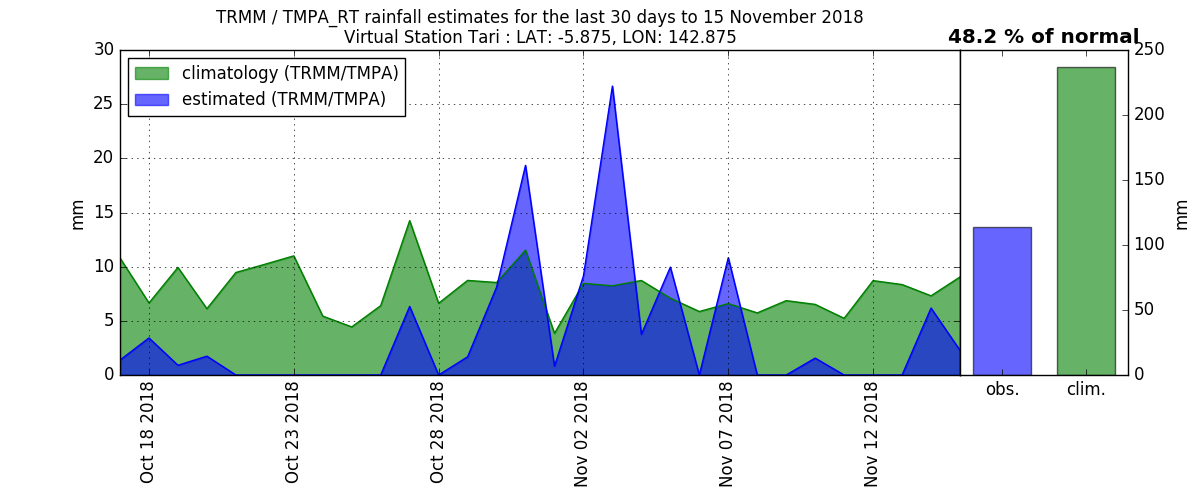 TRMM / TMPA_RT rainfall estimates for the last 30 days to 15 November 2018
Virtual Station Tari : LAT: -5.875, LON: 142.875
48.2 % of normal
climatology (TRMM/TMPA)
estimated (TRMM/TMPA)
30
25
20
15
10
5
0
mm
Oct 18 2018
Oct 23 2018
Oct 28 2018
Nov 02 2018
Nov 07 2018
Nov 12 2018
obs.
clim.
250
200
150
100
50
0
mm